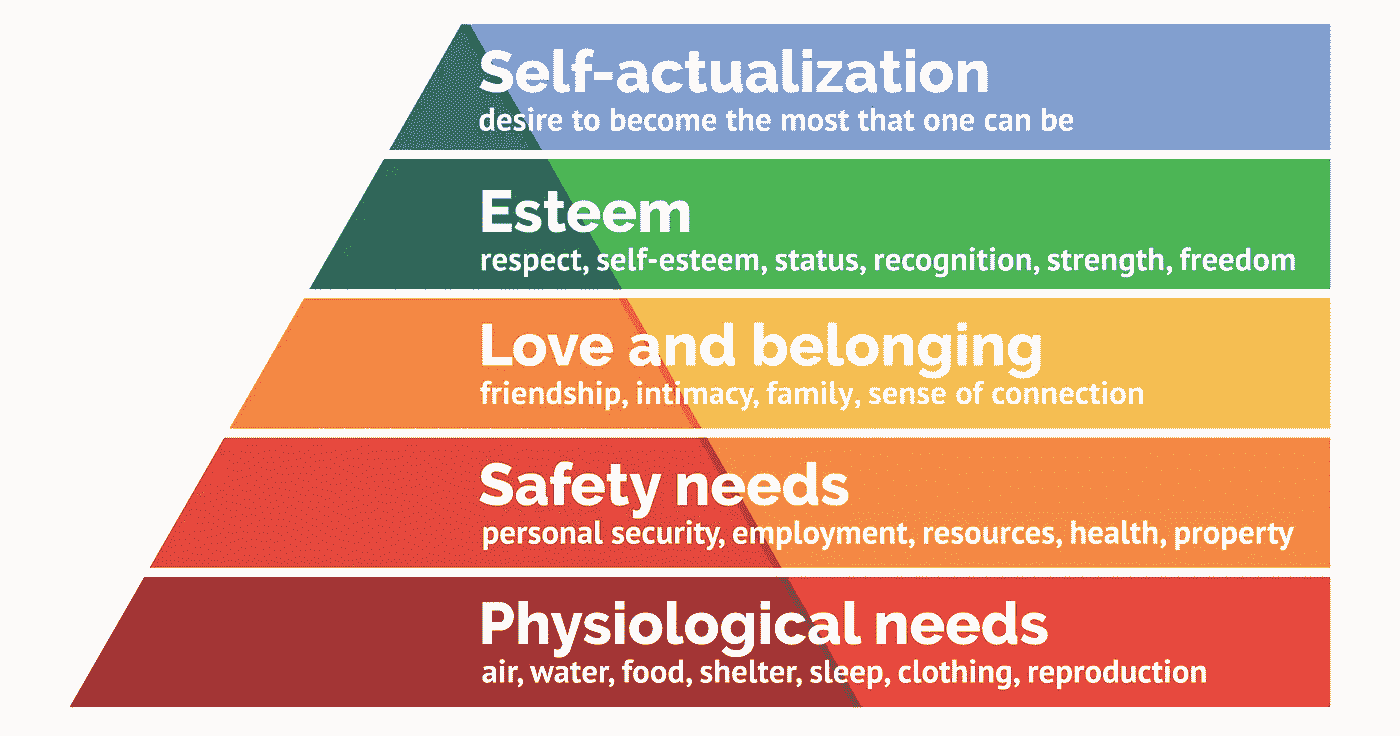 Self-actualization
desire to become the most that one can be
Esteem
respect, self-esteem, status, recognition, strength, freedom
Love and belonging
friendship, intimacy, family, sense of connection
Safety needs
personal security, employment, resources, health, property
Physiological needs
air, water, food, shelter, sleep, clothing, reproduction